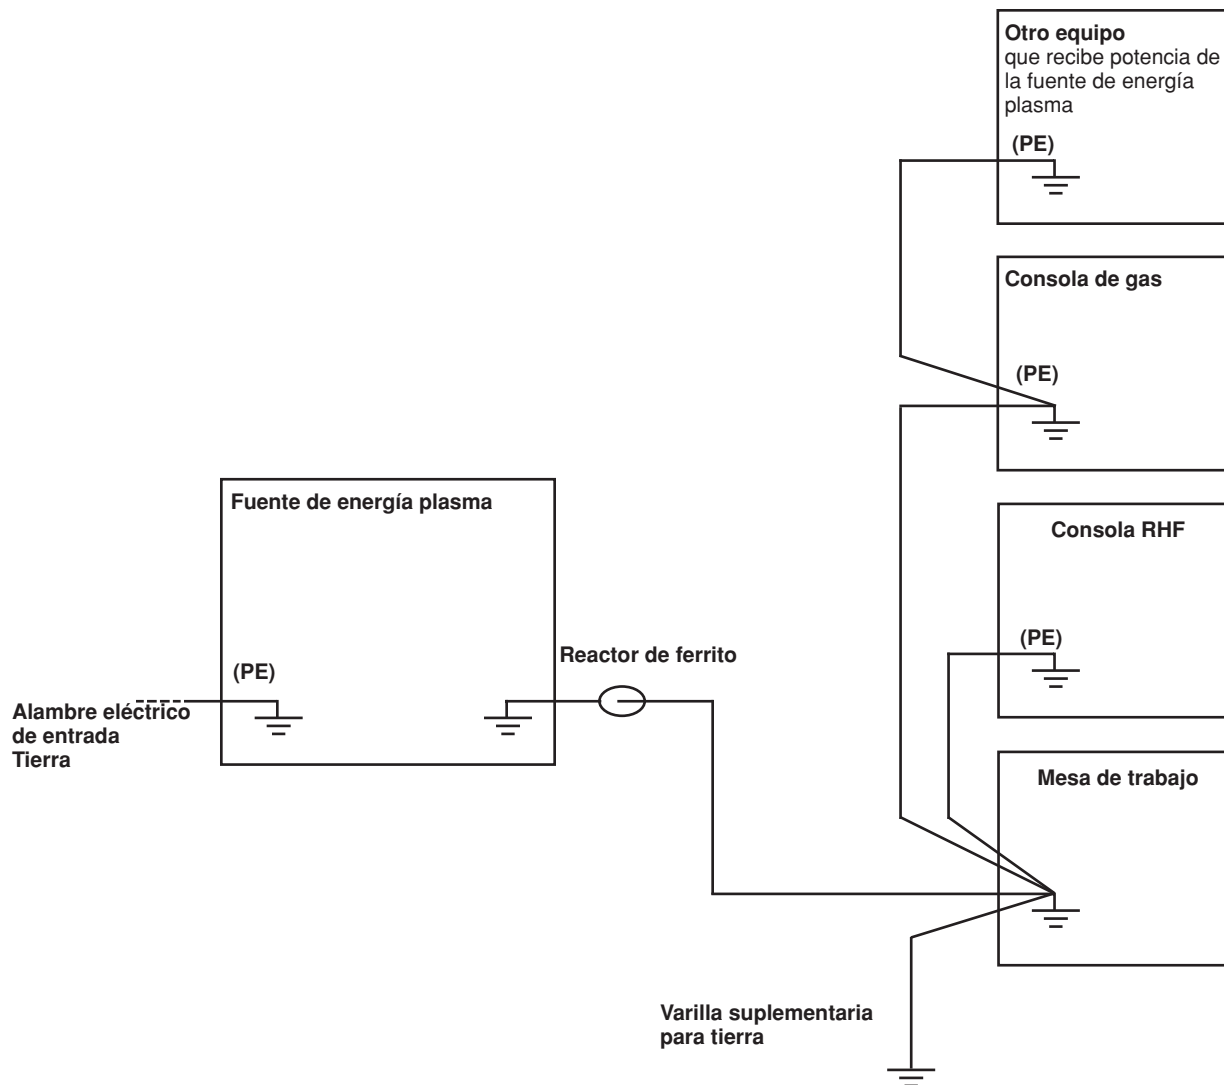 Otro equipo
que recibe potencia de
la fuente de energía
plasma
(PE)
Consola de gas
(PE)
Fuente de energía plasma
Consola RHF
(PE)
Reactor de ferrito
(PE)
Alambre eléctrico
de entrada
Tierra
Mesa de trabajo
Varilla suplementaria
para tierra